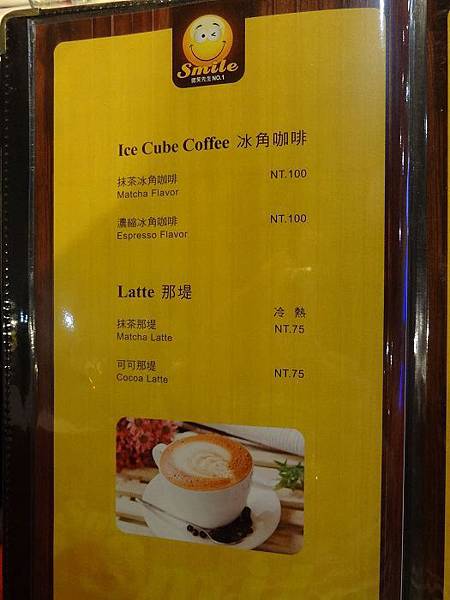 Smile
微笑先生 NO.1
Ice Cube Coffee 冰角咖啡
抹茶冰角咖啡 NT.100
Matcha Flavor
濃縮冰角咖啡 NT.100
Espresso Flavor
Latte 那堤
冷 熱
抹茶那堤 NT.75
Matcha Latte
可可那堤 NT.75
Cocoa Latte